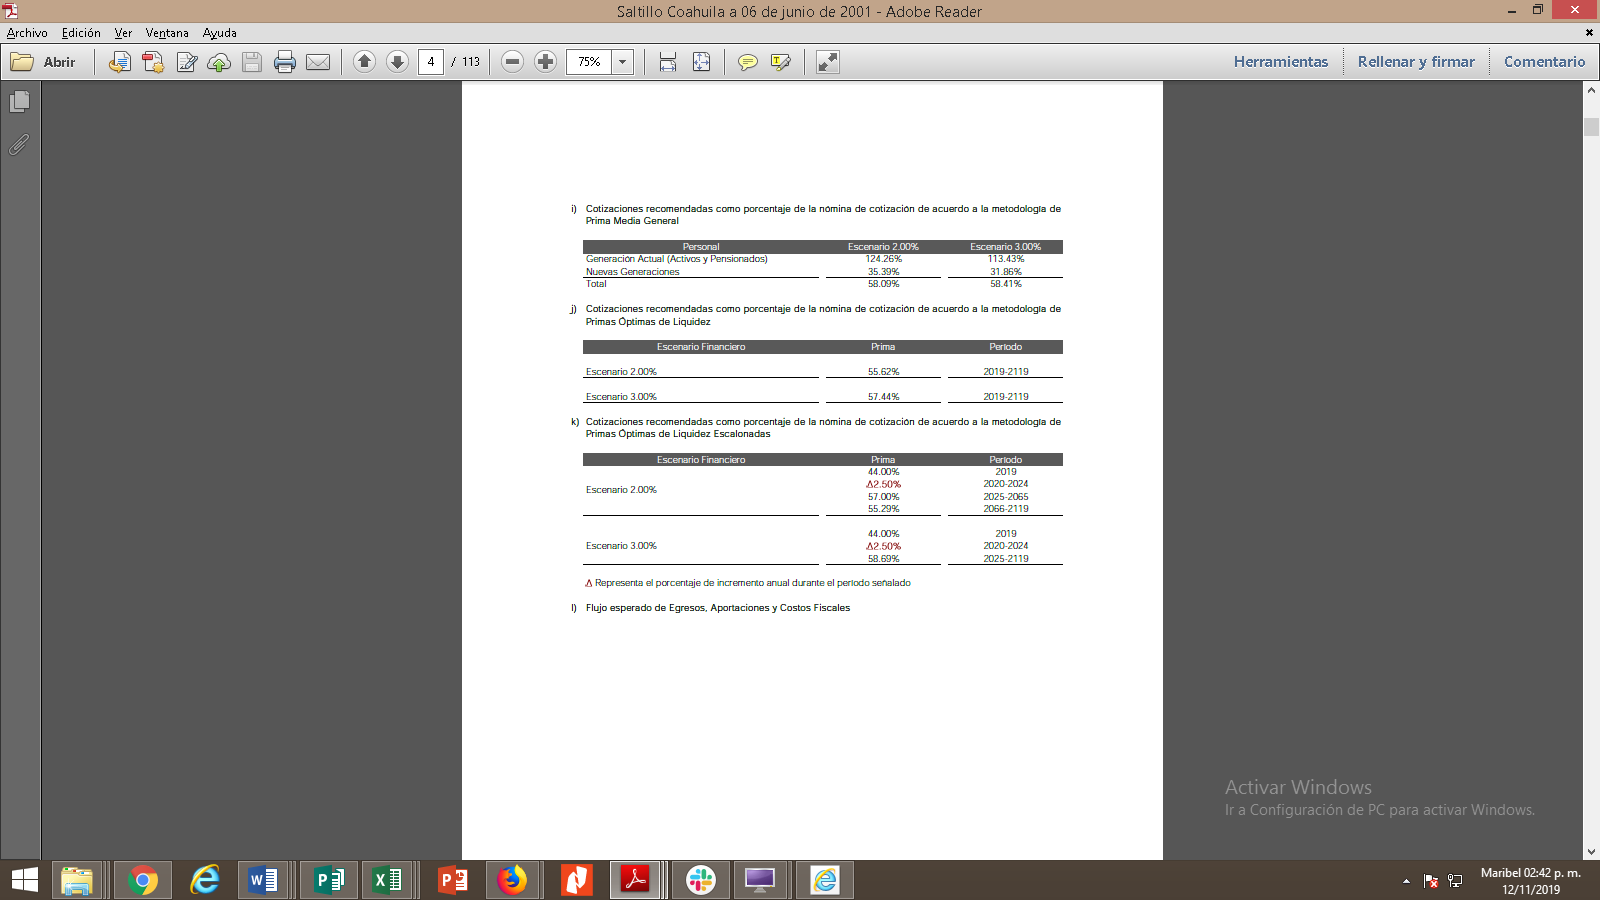 Saltillo Coahuila a 06 de junio de 2001 - Adobe Reader
Archivo Edición Ver Ventana Ayuda
Abrir 4 / 113 75% Herramientas Rellenar y firmar Comentario
i) Cotizaciones recomendadas como porcentaje de la nómina de cotización de acuerdo a la metodología de
Prima Media General
Personal Escenario 2.00% Escenario 3.00%
Generación Actual (Activos y Pensionados) 124.26% 113.43%
Nuevas Generaciones 35.39% 31.86%
Total 58.09% 58.41%
j) Cotizaciones recomendadas como porcentaje de la nómina de cotización de acuerdo a la metodología de
Primas Óptimas de Liquidez
Escenario Financiero Prima Período
Escenario 2.00% 55.62% 2019-2119
Escenario 3.00% 57.44% 2019-2119
k) Cotizaciones recomendadas como porcentaje de la nómina de cotización de acuerdo a la metodología de
Primas Óptimas de Liquidez Escalonadas
Escenario Financiero Prima Período
44.00% 2019
Δ2.50% 2020-2024
Escenario 2.00%
57.00% 2025-2065
55.29% 2066-2119
44.00% 2019
Escenario 3.00% Δ2.50% 2020-2024
58.69% 2025-2119
Δ Representa el porcentaje de incremento anual durante el período señalado
l) Flujo esperado de Egresos, Aportaciones y Costos Fiscales
Activar Windows
Ir a Configuración de PC para activar Windows.
Maribel 02:42 p. m.
12/11/2019